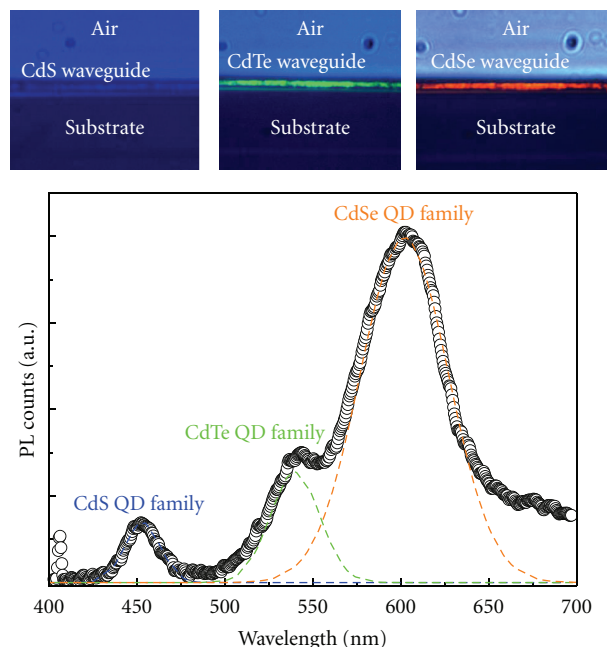 Air
CdS waveguide
Substrate
Air
CdTe waveguide
Substrate
Air
CdSe waveguide
Substrate
CdSe QD family
CdTe QD family
CdS QD family
PL counts (a.u.)
400 450 500 550 600 650 700
Wavelength (nm)